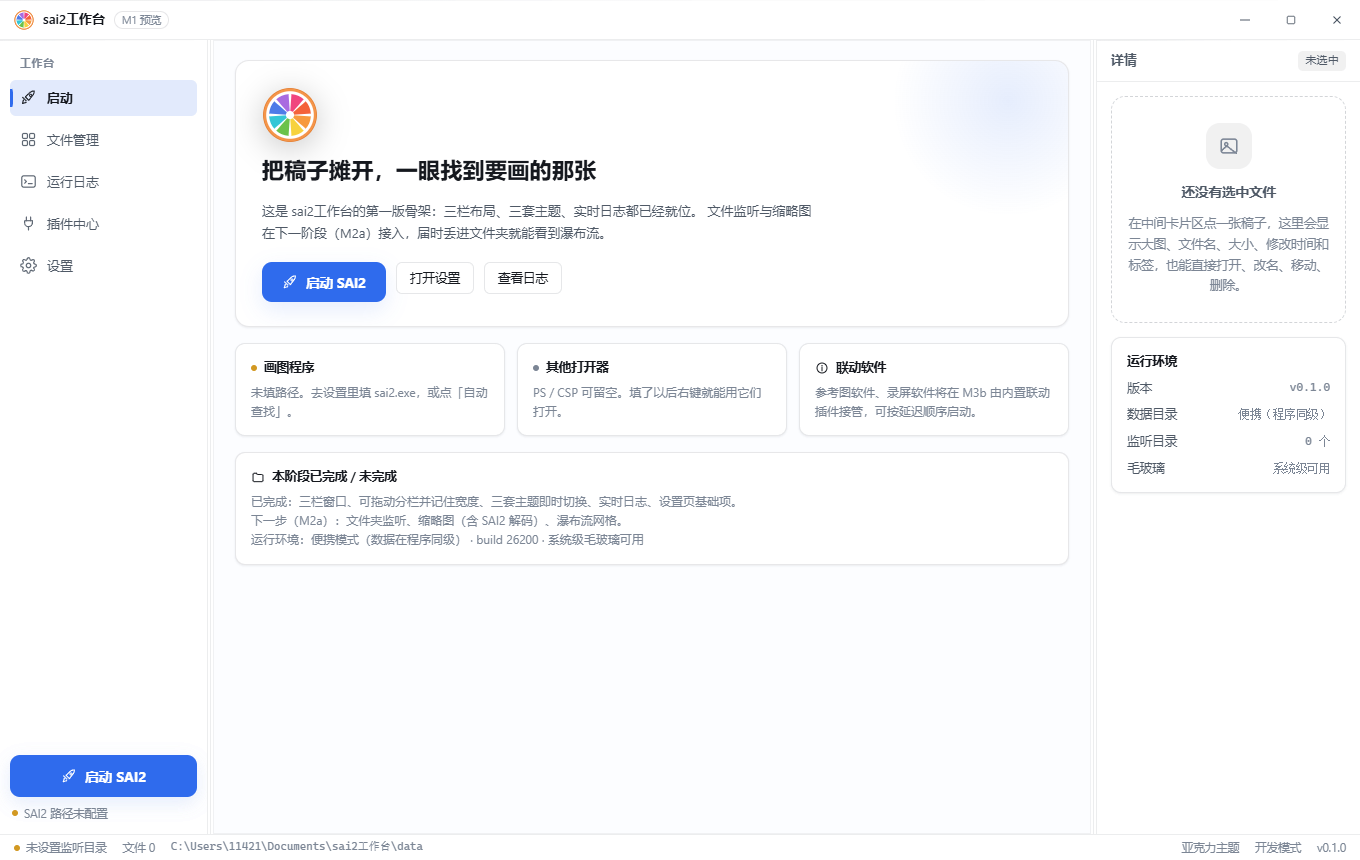 sai2工作台 M1 预览
工作台
启动
文件管理
运行日志
插件中心
设置
启动 SAI2
SAI2 路径未配置
把稿子摊开，一眼找到要画的那张
这是 sai2工作台的第一版骨架：三栏布局、三套主题、实时日志都已经就位。 文件监听与缩略图
在下一阶段（M2a）接入，届时丢进文件夹就能看到瀑布流。
启动 SAI2 打开设置 查看日志
画图程序
未填路径。去设置里填 sai2.exe，或点「自动
查找」。
其他打开器
PS / CSP 可留空。填了以后右键就能用它们
打开。
联动软件
参考图软件、录屏软件将在 M3b 由内置联动
插件接管，可按延迟顺序启动。
本阶段已完成 / 未完成
已完成：三栏窗口、可拖动分栏并记住宽度、三套主题即时切换、实时日志、设置页基础项。
下一步（M2a）：文件夹监听、缩略图（含 SAI2 解码）、瀑布流网格。
运行环境：便携模式（数据在程序同级） · build 26200 · 系统级毛玻璃可用
详情 未选中
还没有选中文件
在中间卡片区点一张稿子，这里会显
示大图、文件名、大小、修改时间和
标签，也能直接打开、改名、移动、
删除。
运行环境
版本 v0.1.0
数据目录 便携（程序同级）
监听目录 0 个
毛玻璃 系统级可用
未设置监听目录 文件 0 C:\Users\11421\Documents\sai2工作台\data 亚克力主题 开发模式 v0.1.0